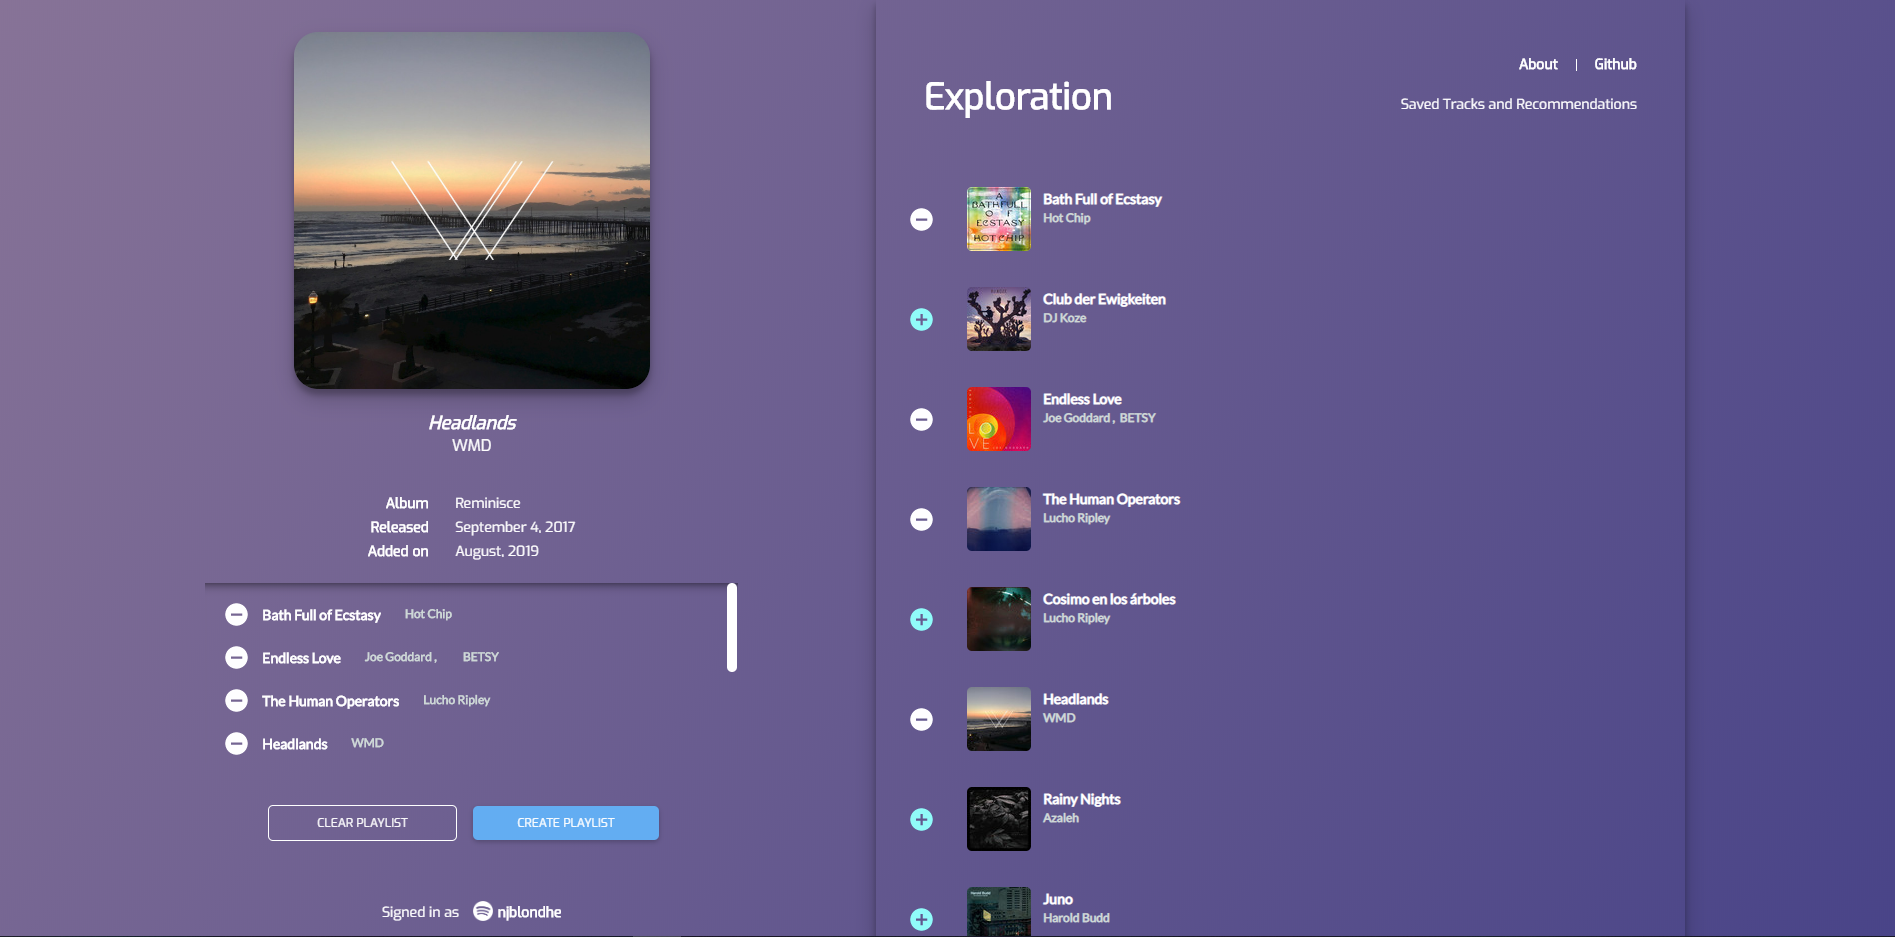 Headlands
WMD
Album Reminisce
Released September 4, 2017
Added on August, 2019
Bath Full of Ecstasy Hot Chip
Endless Love Joe Goddard , BETSY
The Human Operators Lucho Ripley
Headlands WMD
CLEAR PLAYLIST CREATE PLAYLIST
Signed in as njblondhe
About | Github
Exploration
Saved Tracks and Recommendations
A
BATHFULL
O F
ECSTASY
HOT CHIP
Bath Full of Ecstasy
Hot Chip
Club der Ewigkeiten
DJ Koze
Endless Love
Joe Goddard , BETSY
The Human Operators
Lucho Ripley
Cosimo en los árboles
Lucho Ripley
Headlands
WMD
Rainy Nights
Azaleh
Juno
Harold Budd